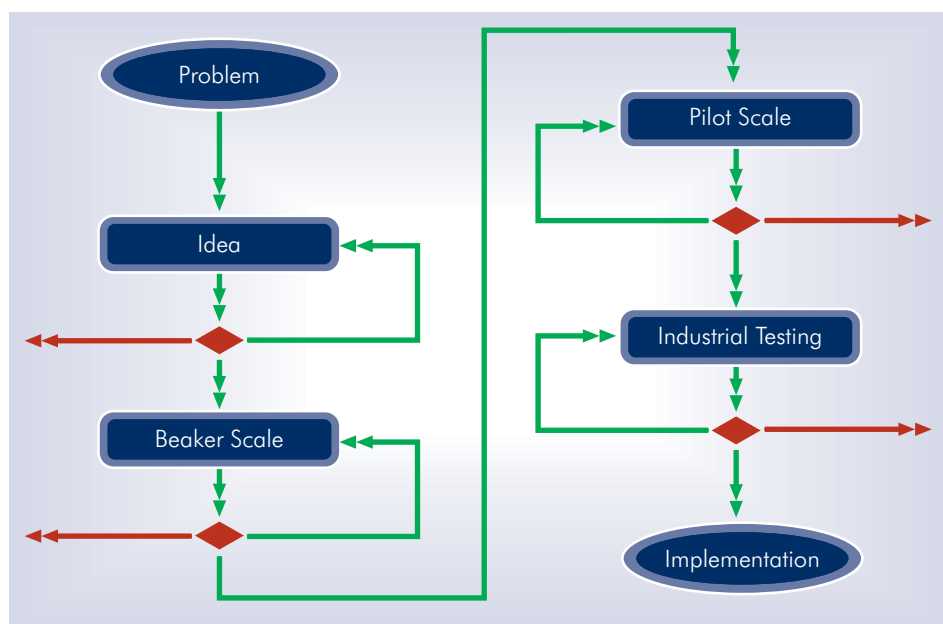 Problem
Idea
Beaker Scale
Pilot Scale
Industrial Testing
Implementation